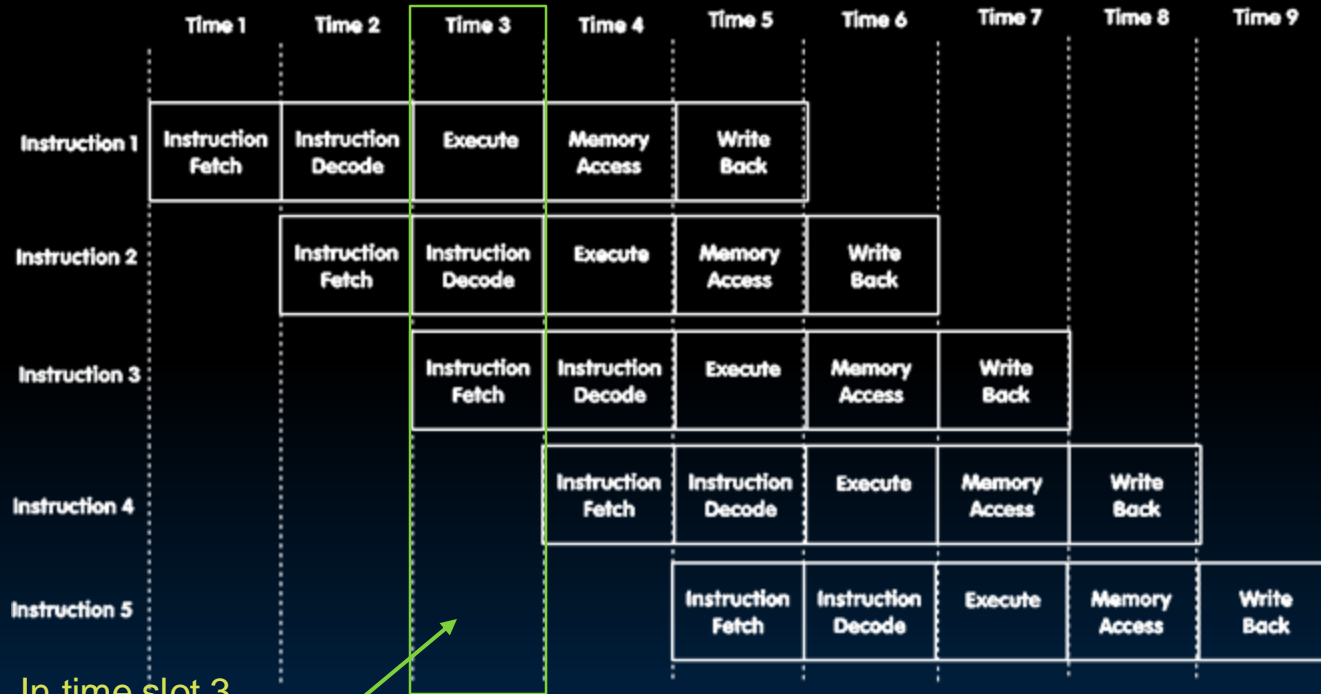 Time 1 Time 2 Time 3 Time 4 Time 5 Time 6 Time 7 Time 8 Time 9
Instruction 1
Instruction
Fetch
Instruction
Decode
Execute
Memory
Access
Write
Back
Instruction 2
Instruction
Fetch
Instruction
Decode
Execute
Memory
Access
Write
Back
Instruction 3
Instruction
Fetch
Instruction
Decode
Execute
Memory
Access
Write
Back
Instruction 4
Instruction
Fetch
Instruction
Decode
Execute
Memory
Access
Write
Back
Instruction 5
Instruction
Fetch
Instruction
Decode
Execute
Memory
Access
Write
Back
In time slot 3